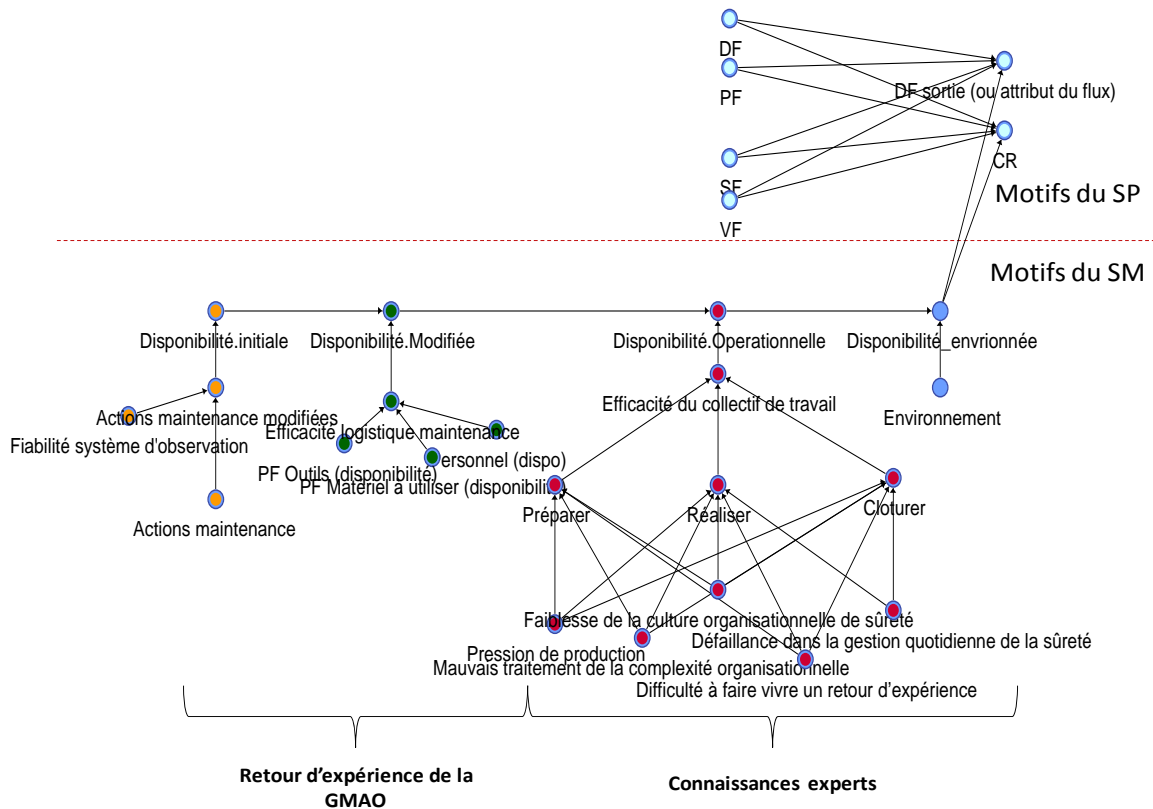 DF
DF sortie (ou attribut du flux)
PF
CR
SF
Motifs du SP
VF
Motifs du SM
Disponibilité.initiale
Disponibilité.Modifiée
Disponibilité.Operationnelle
Disponibilité_envrionnée
Actions maintenance modifiées
Efficacité du collectif de travail
Environnement
Fiabilité système d'observation
Efficacité logistique maintenance
PF Outils (disponibilité)
ersonnel (dispo)
PF Matériel à utiliser (disponibilit
Actions maintenance
Préparer
Réaliser
Cloturer
Faiblesse de la culture organisationnelle de sûreté
Défaillance dans la gestion quotidienne de la sûreté
Pression de production
Mauvais traitement de la complexité organisationnelle
Difficulté à faire vivre un retour d’expérience
Retour d’expérience de la
GMAO
Connaissances experts